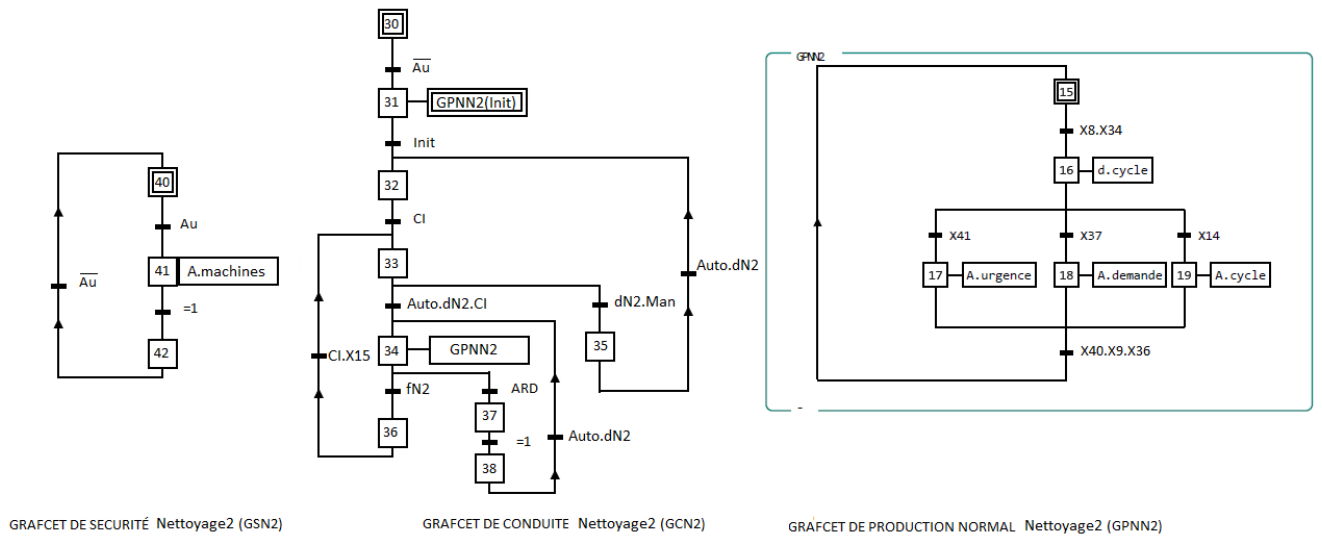 40
Au
41
A.machines
=1
42
A̅u̅
GRAFCET DE SECURITÉ Nettoyage2 (GSN2)
30
A̅u̅
31
GPNN2(Init)
Init
32
CI
33
Auto.dN2.CI
34
GPNN2
CI.X15
fN2
36
ARD
37
=1
38
Auto.dN2
dN2.Man
35
Auto.dN2
GRAFCET DE CONDUITE Nettoyage2 (GCN2)
GPNN2
15
X8.X34
16
d.cycle
X41
X37
X14
17
A.urgence
18
A.demande
19
A.cycle
X40.X9.X36
-
GRAFCET DE PRODUCTION NORMAL Nettoyage2 (GPNN2)